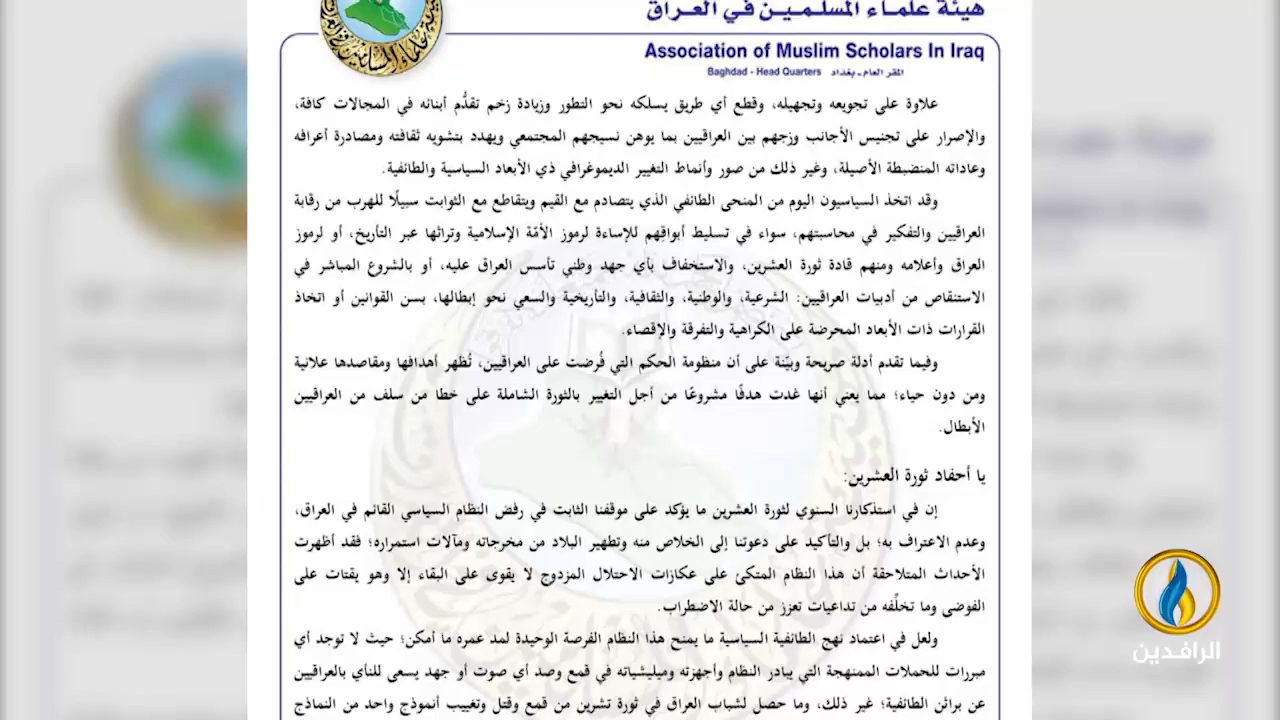 هيئة علماء المسلمين في العراق
Association of Muslim Scholars In Iraq
المقر العام - بغداد Baghdad - Head Quarters
علاوة على تجويعه وتجهيله، وقطع أي طريق يسلكه نحو التطور وزيادة زخم تقدُّم أبنائه في المجالات كافة،
والإصرار على تجنيس الأجانب وزجهم بين العراقيين بما يوهن نسيجهم المجتمعي ويهدد بتشويه ثقافته ومصادرة أعرافه
وعاداته المنضبطة الأصيلة، وغير ذلك من صور وأنماط التغيير الديموغرافي ذي الأبعاد السياسية والطائفية.
وقد اتخذ السياسيون اليوم من المنحى الطائفي الذي يتصادم مع القيم ويتقاطع مع الثوابت سبيلًا للهرب من رقابة
العراقيين والتفكير في محاسبتهم، سواء في تسليط أبواقِهم للإساءة لرموز الأمّة الإسلامية وتراثها عبر التأريخ، أو لرموز
العراق وأعلامه ومنهم قادة ثورة العشرين، والاستخفاف بأي جهد وطني تأسس العراق عليه، أو بالشروع المباشر في
الاستنقاص من أدبيات العراقيين: الشرعية، والوطنية، والثقافية، والتأريخية والسعي نحو إبطالها، بسن القوانين أو اتخاذ
القرارات ذات الأبعاد المحرضة على الكراهية والتفرقة والإقصاء.
وفيما تقدم أدلة صريحة وبيّنة على أن منظومة الحكم التي فُرضت على العراقيين، تُظهر أهدافها ومقاصدها علانية
ومن دون حياء؛ مما يعني أنها غدت هدفًا مشروعًا من أجل التغيير بالثورة الشاملة على خطا من سلف من العراقيين
الأبطال.
يا أحفاد ثورة العشرين:
إن في استذكارنا السنوي لثورة العشرين ما يؤكد على موقفنا الثابت في رفض النظام السياسي القائم في العراق،
وعدم الاعتراف به؛ بل والتأكيد على دعوتنا إلى الخلاص منه وتطهير البلاد من مخرجاته ومآلات استمراره؛ فقد أظهرت
الأحداث المتلاحقة أن هذا النظام المتكئ على عكازات الاحتلال المزدوج لا يقوى على البقاء إلا وهو يقتات على
الفوضى وما تخلِّفه من تداعيات تعزز من حالة الاضطراب.
ولعل في اعتماد نهج الطائفية السياسية ما يمنح هذا النظام الفرصة الوحيدة لمد عمره ما أمكن؛ حيث لا توجد أي
مبررات للحملات الممنهجة التي يبادر النظام وأجهزته وميليشياته في قمع وصد أي صوت أو جهد يسعى للنأي بالعراقيين
عن براثن الطائفية؛ غير ذلك، وما حصل لشباب العراق في ثورة تشرين من قمع وقتل وتغييب أنموذج واحد من النماذج
الرافدين